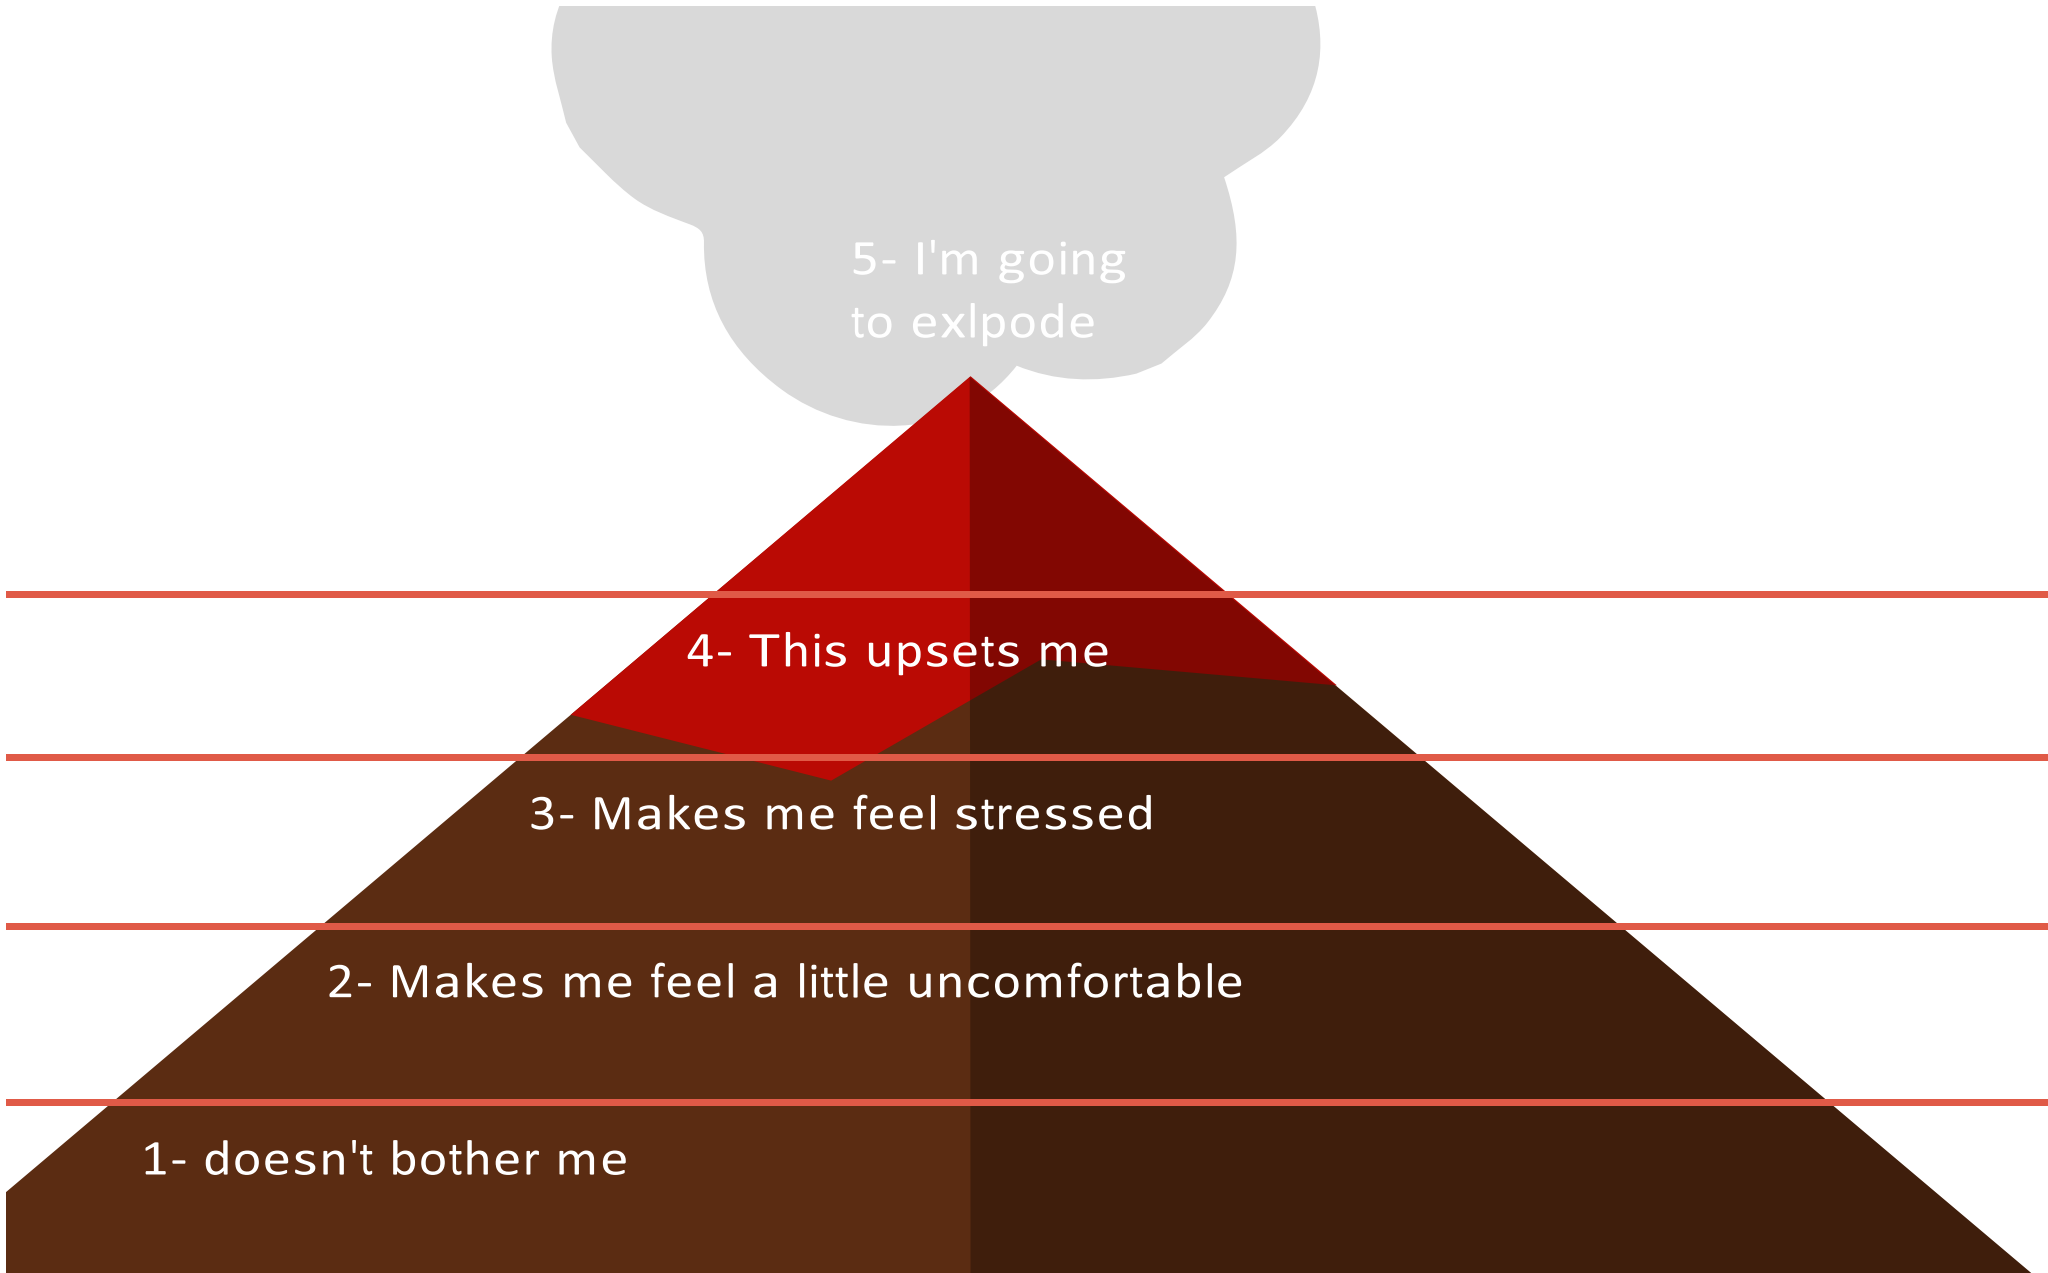 5- I'm going
to exlpode
4- This upsets me
3- Makes me feel stressed
2- Makes me feel a little uncomfortable
1- doesn't bother me